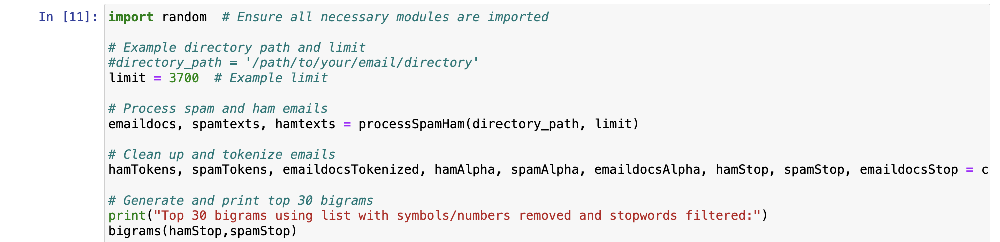 In [11]: import random  # Ensure all necessary modules are imported
# Example directory path and limit
#directory_path = '/path/to/your/email/directory'
limit = 3700  # Example limit
# Process spam and ham emails
emaildocs, spamtexts, hamtexts = processSpamHam(directory_path, limit)
# Clean up and tokenize emails
hamTokens, spamTokens, emaildocsTokenized, hamAlpha, spamAlpha, emaildocsAlpha, hamStop, spamStop, emaildocsStop = c
# Generate and print top 30 bigrams
print("Top 30 bigrams using list with symbols/numbers removed and stopwords filtered:")
bigrams(hamStop,spamStop)